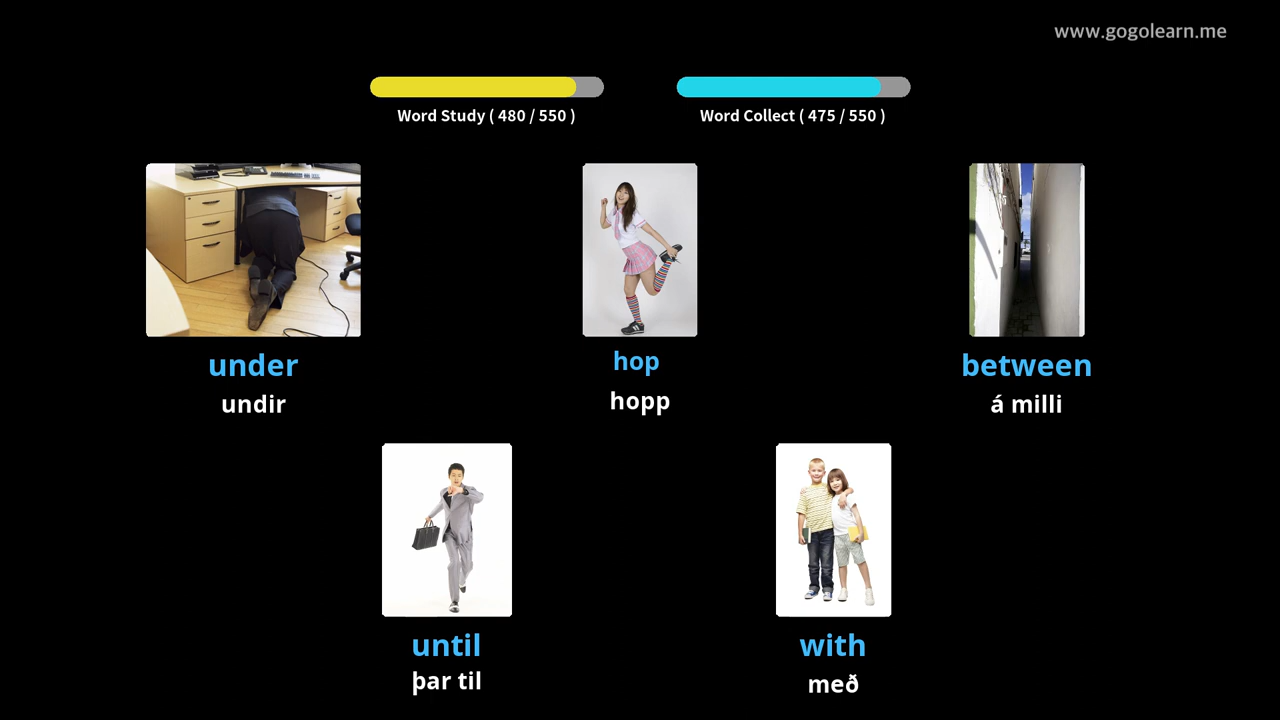 www.gogolearn.me
Word Study ( 480 / 550 )
Word Collect ( 475 / 550 )
under
undir
hop
hopp
between
á milli
until
þar til
with
með